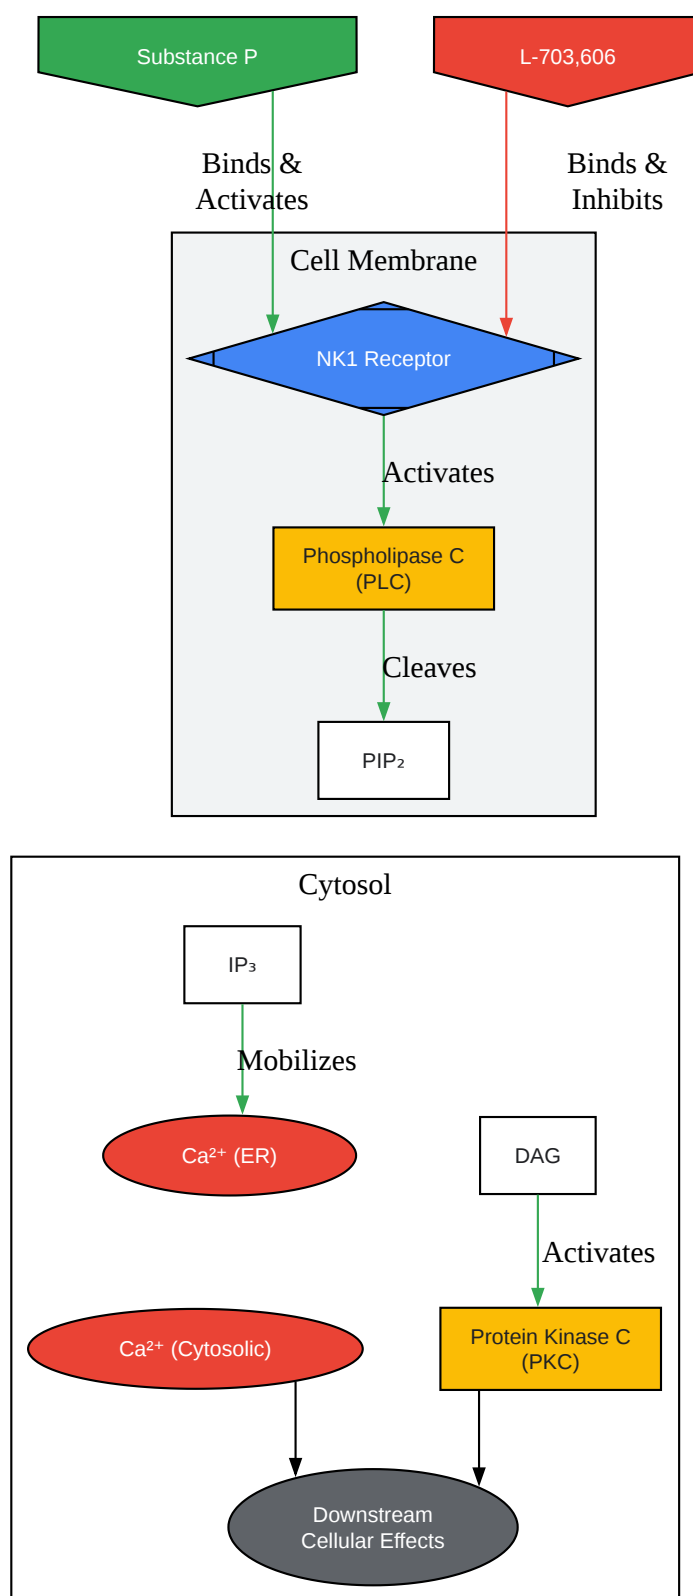 Substance P
L-703,606
Binds &
Activates
Binds &
Inhibits
Cell Membrane
NK1 Receptor
Activates
Phospholipase C
(PLC)
Cleaves
PIP₂
Cytosol
IP₃
Mobilizes
Ca²⁺ (ER)
DAG
Activates
Ca²⁺ (Cytosolic)
Protein Kinase C
(PKC)
Downstream
Cellular Effects